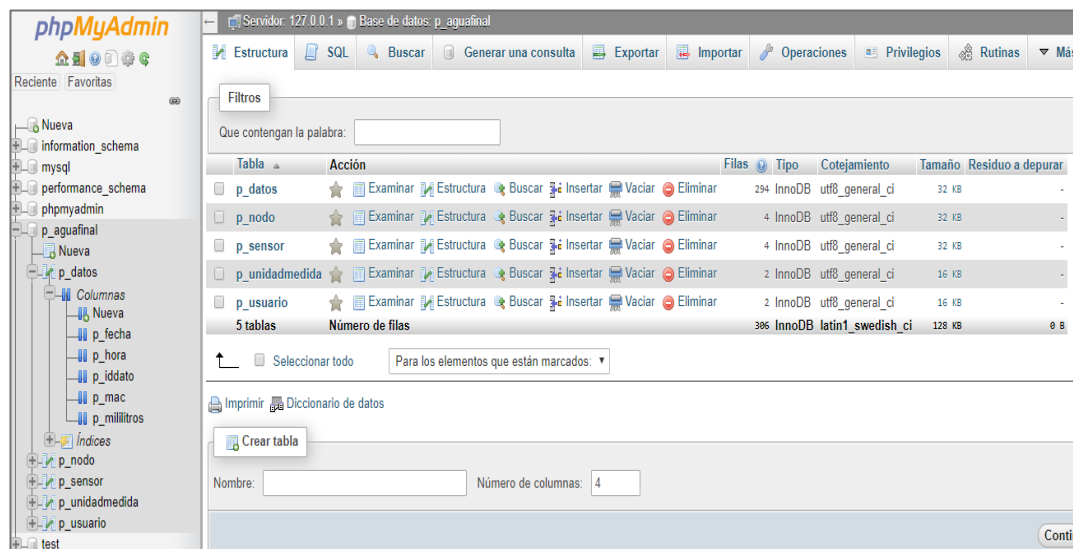 phpMyAdmin
Reciente Favoritas
Nueva
information_schema
mysql
performance_schema
phpmyadmin
p_aguafinal
Nueva
p_datos
Columnas
Nueva
p_fecha
p_hora
p_iddato
p_mac
p_mililitros
Índices
p_nodo
p_sensor
p_unidadmedida
p_usuario
test
← Servidor: 127.0.0.1 » Base de datos: p_aguafinal
Estructura SQL Buscar Generar una consulta Exportar Importar Operaciones Privilegios Rutinas ▼ Más
Filtros
Que contengan la palabra:
Tabla Acción Filas Tipo Cotejamiento Tamaño Residuo a depurar
p_datos Examinar Estructura Buscar Insertar Vaciar Eliminar 294 InnoDB utf8_general_ci 32 KB -
p_nodo Examinar Estructura Buscar Insertar Vaciar Eliminar 4 InnoDB utf8_general_ci 32 KB -
p_sensor Examinar Estructura Buscar Insertar Vaciar Eliminar 4 InnoDB utf8_general_ci 32 KB -
p_unidadmedida Examinar Estructura Buscar Insertar Vaciar Eliminar 2 InnoDB utf8_general_ci 16 KB -
p_usuario Examinar Estructura Buscar Insertar Vaciar Eliminar 2 InnoDB utf8_general_ci 16 KB -
5 tablas Número de filas 306 InnoDB latin1_swedish_ci 128 KB 0 B
Seleccionar todo Para los elementos que están marcados: ▼
Imprimir Diccionario de datos
Crear tabla
Nombre: Número de columnas: 4
Conti